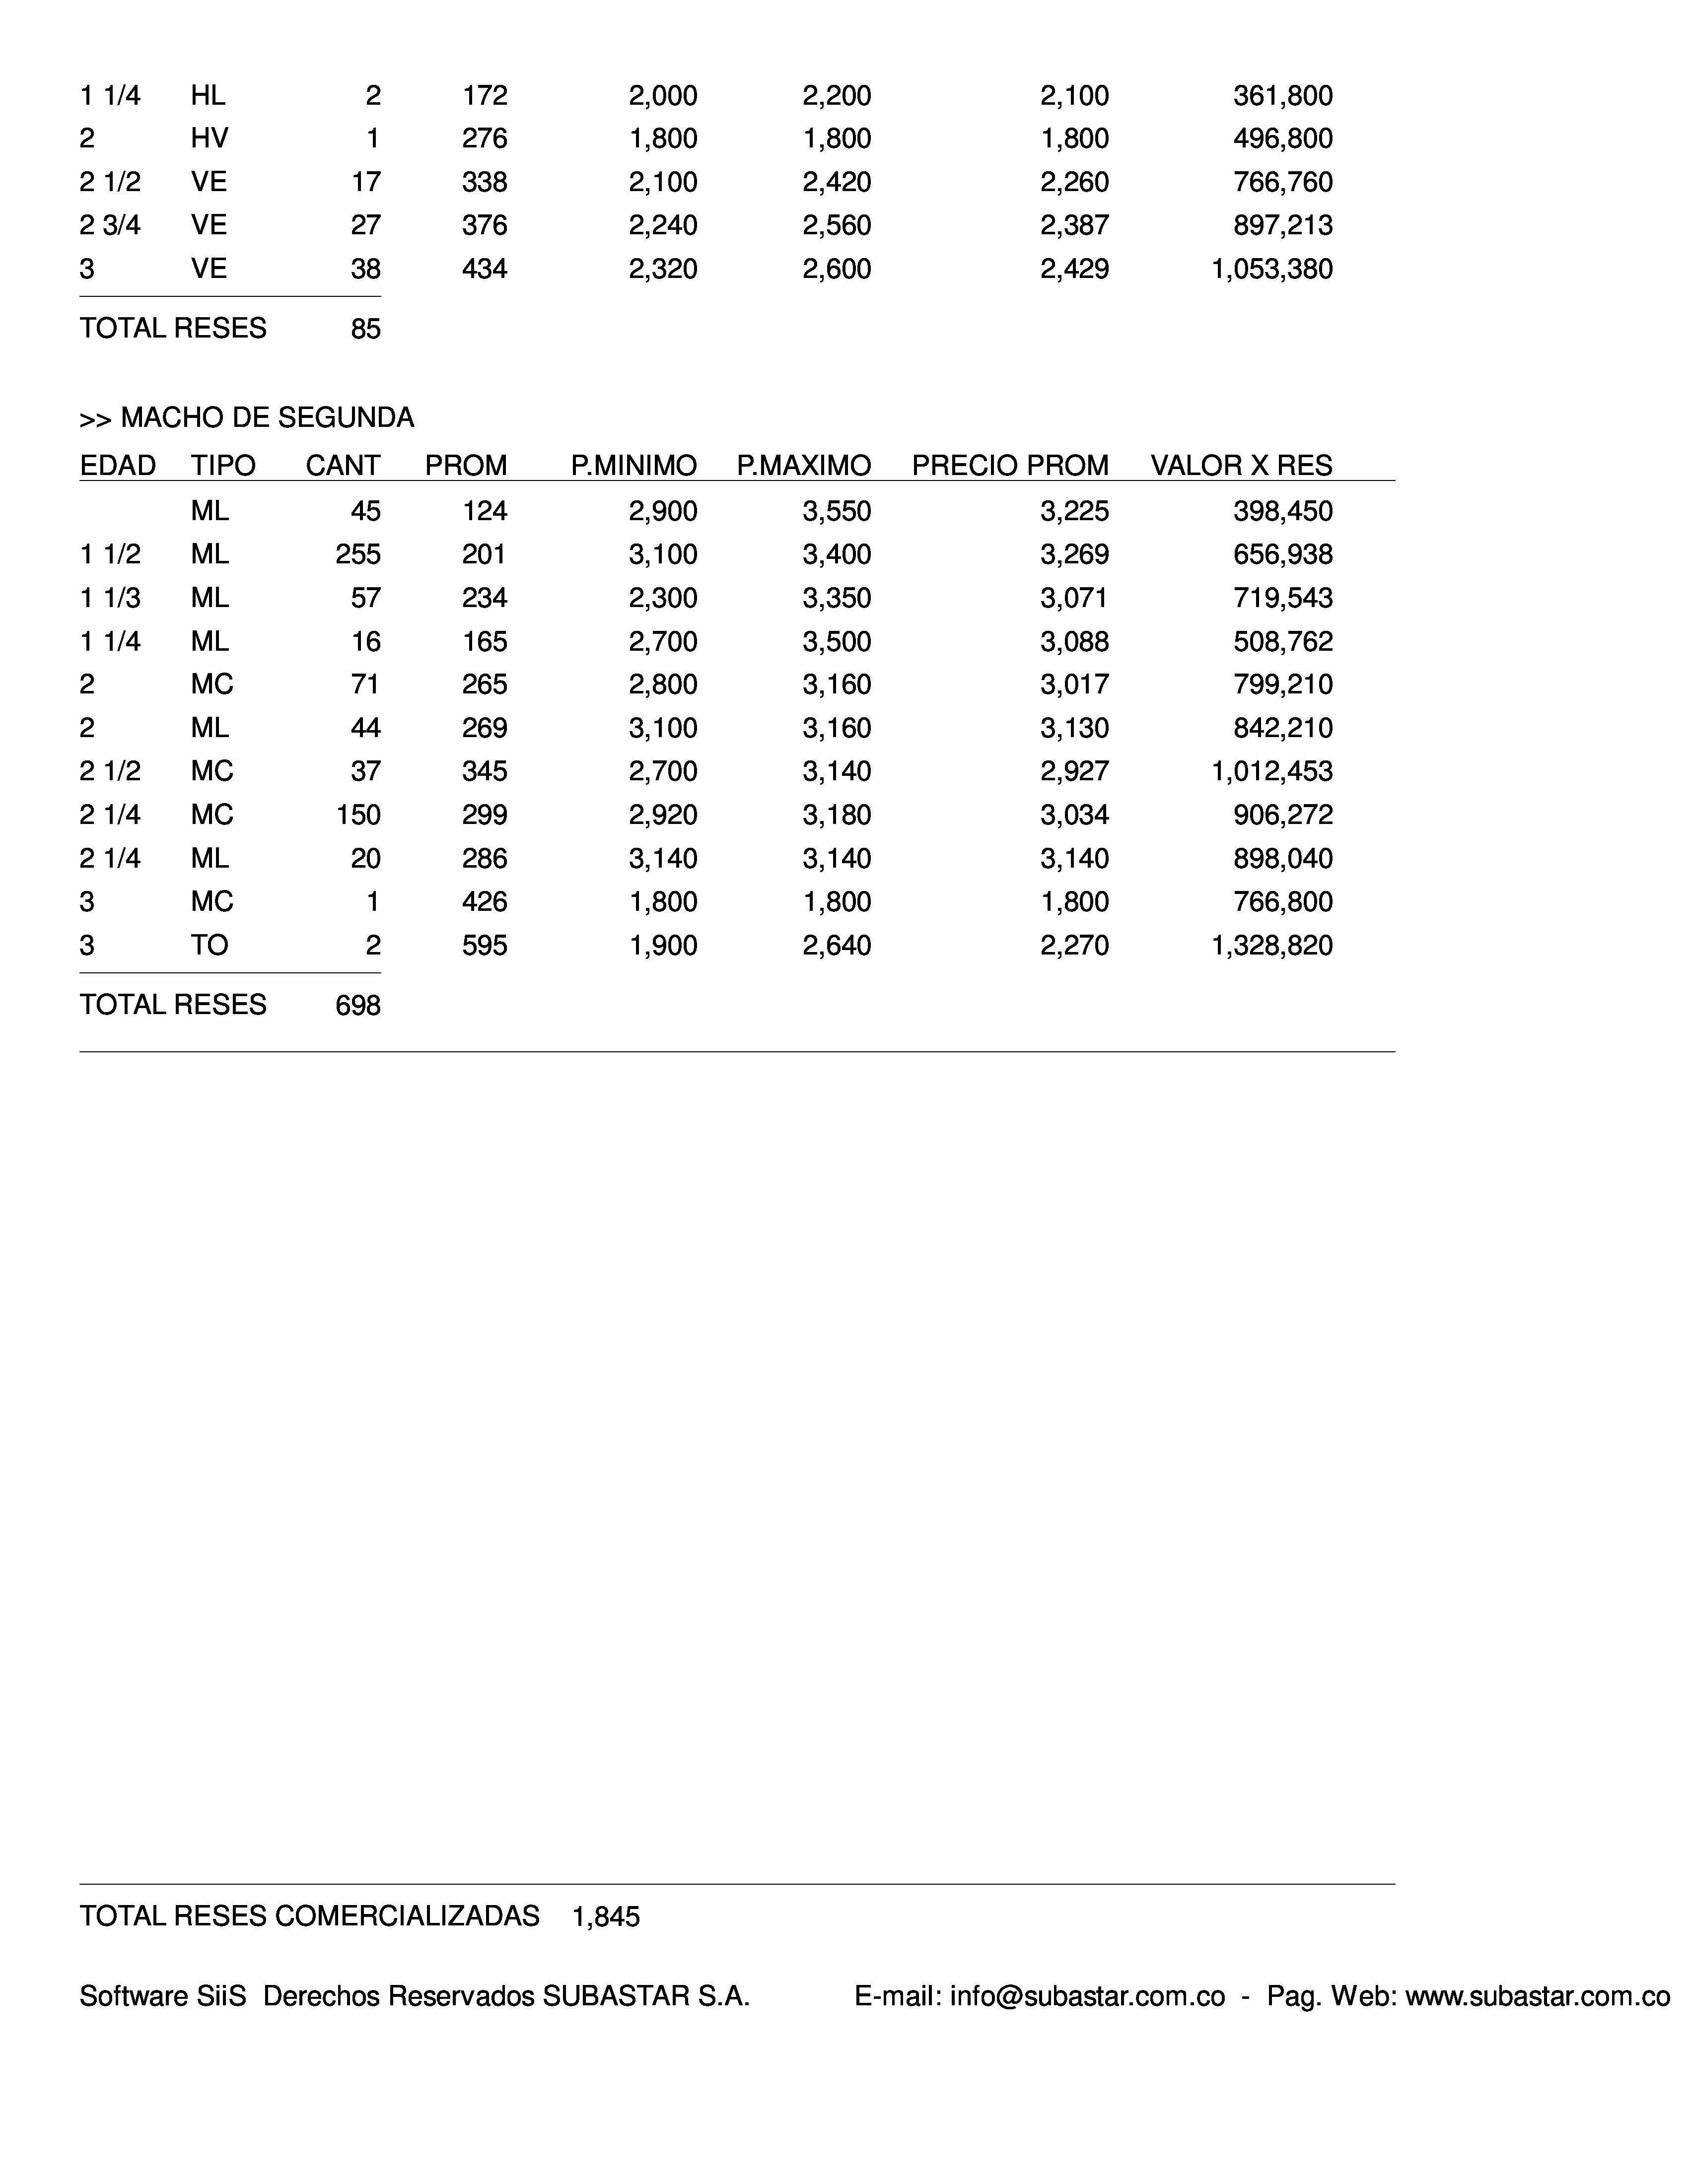 1 1/4 HL 2 172 2,000 2,200 2,100 361,800
2 HV 1 276 1,800 1,800 1,800 496,800
2 1/2 VE 17 338 2,100 2,420 2,260 766,760
2 3/4 VE 27 376 2,240 2,560 2,387 897,213
3 VE 38 434 2,320 2,600 2,429 1,053,380
TOTAL RESES 85
>> MACHO DE SEGUNDA
EDAD TIPO CANT PROM P.MINIMO P.MAXIMO PRECIO PROM VALOR X RES
ML 45 124 2,900 3,550 3,225 398,450
1 1/2 ML 255 201 3,100 3,400 3,269 656,938
1 1/3 ML 57 234 2,300 3,350 3,071 719,543
1 1/4 ML 16 165 2,700 3,500 3,088 508,762
2 MC 71 265 2,800 3,160 3,017 799,210
2 ML 44 269 3,100 3,160 3,130 842,210
2 1/2 MC 37 345 2,700 3,140 2,927 1,012,453
2 1/4 MC 150 299 2,920 3,180 3,034 906,272
2 1/4 ML 20 286 3,140 3,140 3,140 898,040
3 MC 1 426 1,800 1,800 1,800 766,800
3 TO 2 595 1,900 2,640 2,270 1,328,820
TOTAL RESES 698
TOTAL RESES COMERCIALIZADAS 1,845
Software SiiS Derechos Reservados SUBASTAR S.A. E-mail: info@subastar.com.co - Pag. Web: www.subastar.com.co